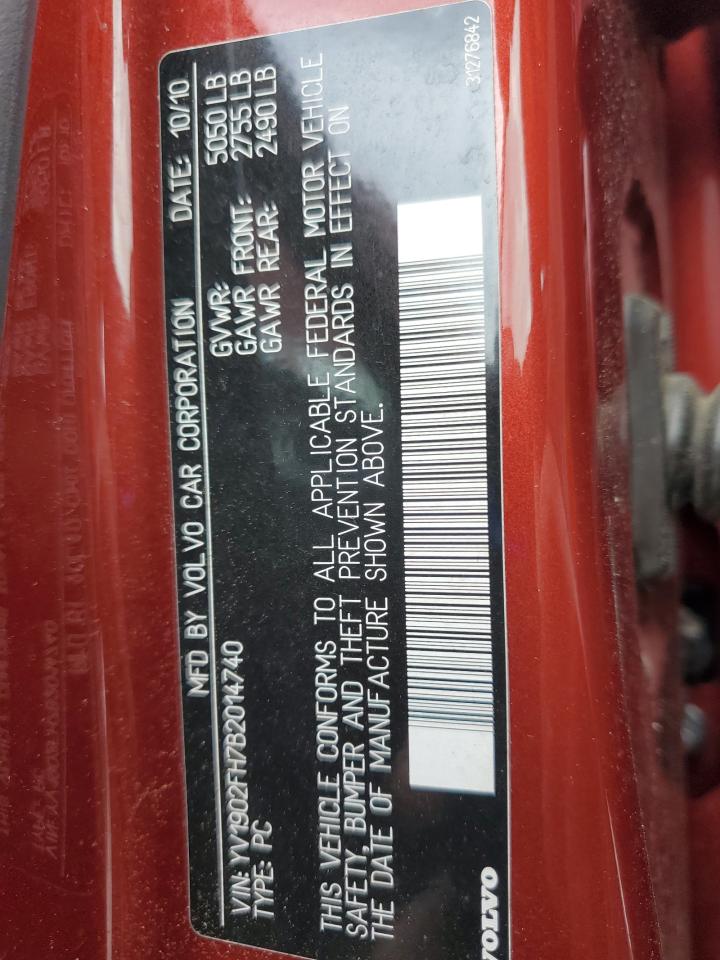 MFD BY VOLVO CAR CORPORATION DATE: 10/10
VIN: YV1902FH7B2014740 GVWR: 5050 LB
TYPE: PC GAWR FRONT: 2755 LB
GAWR REAR: 2490 LB
THIS VEHICLE CONFORMS TO ALL APPLICABLE FEDERAL MOTOR VEHICLE
SAFETY, BUMPER AND THEFT PREVENTION STANDARDS IN EFFECT ON
THE DATE OF MANUFACTURE SHOWN ABOVE.
VOLVO 31276842